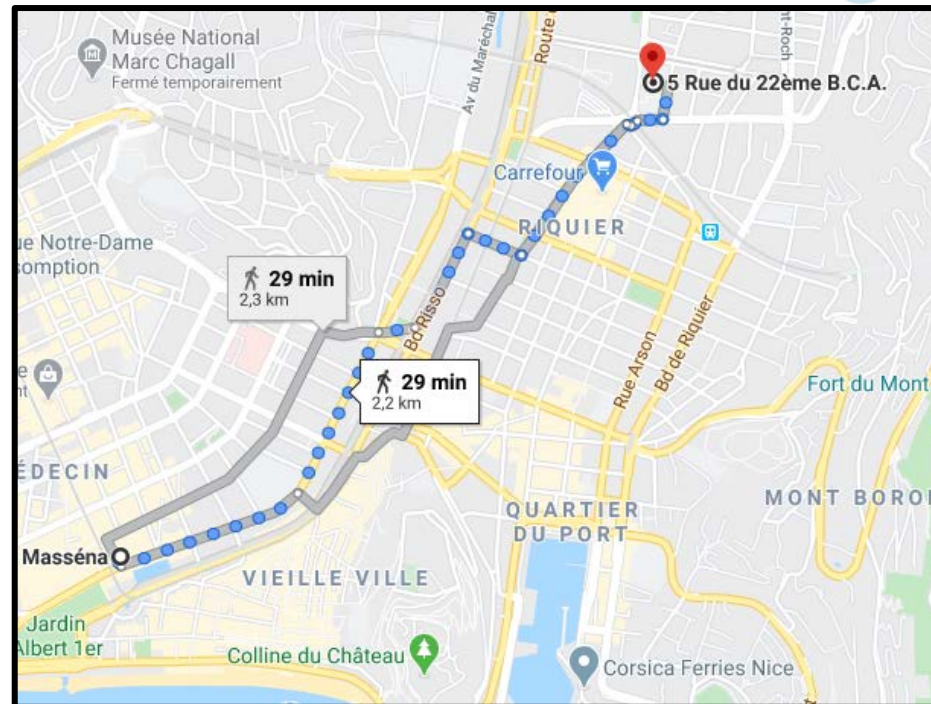 Musée National
Marc Chagall
Fermé temporairement
Av du Maréchal
Route
nt-Roch
5 Rue du 22ème B.C.A.
Carrefour
RIQUIER
ue Notre-Dame
somption
29 min
2,3 km
Bd Risso
29 min
2,2 km
Rue Arson
Bd de Riquier
Fort du Mont
ÉDECIN
MONT BORON
QUARTIER
DU PORT
Masséna
VIEILLE VILLE
Jardin
Albert 1er
Colline du Château
Corsica Ferries Nice